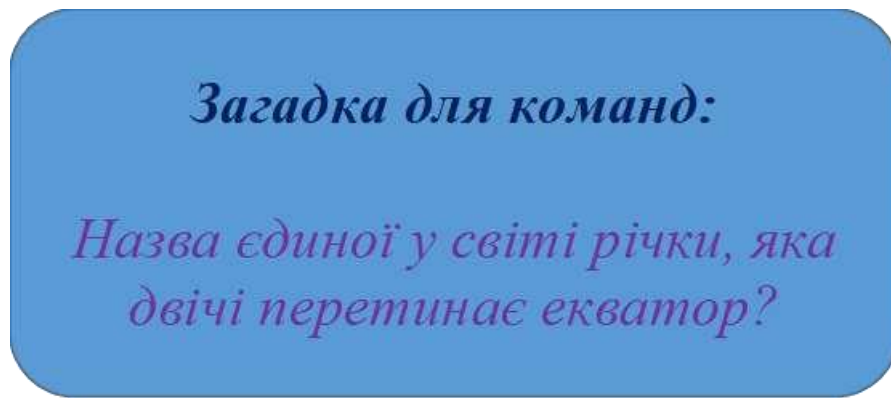 Загадка для команд:
Назва єдиної у світі річки, яка
двічі перетинає екватор?